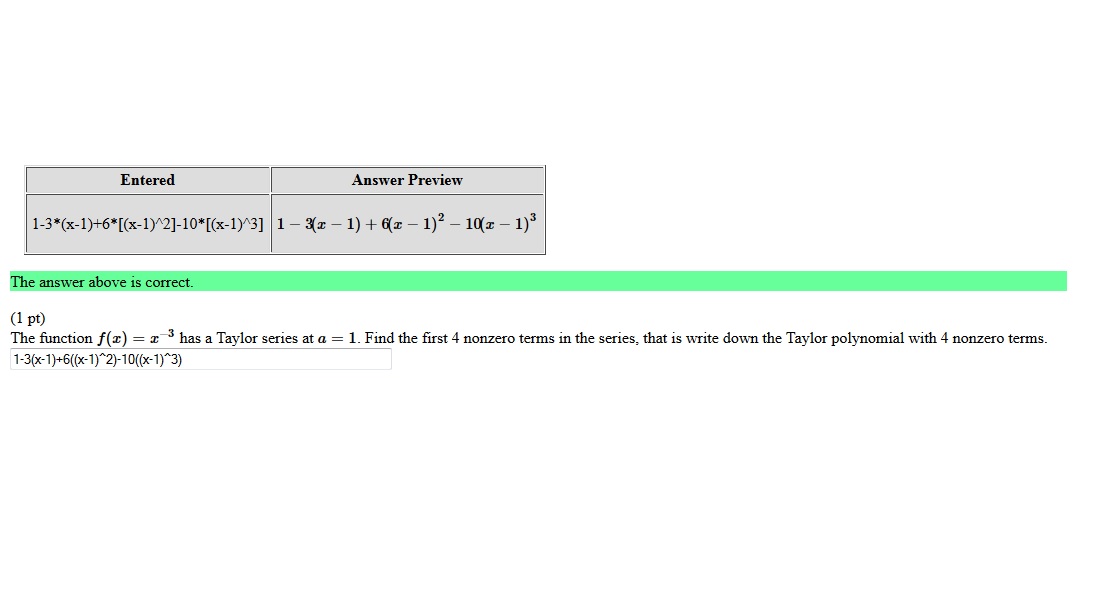 Entered Answer Preview
1-3*(x-1)+6*[(x-1)^2]-10*[(x-1)^3] 1 − 3(x − 1) + 6(x − 1)² − 10(x − 1)³
The answer above is correct.
(1 pt)
The function f(x) = x⁻³ has a Taylor series at a = 1. Find the first 4 nonzero terms in the series, that is write down the Taylor polynomial with 4 nonzero terms.
1-3(x-1)+6((x-1)^2)-10((x-1)^3)